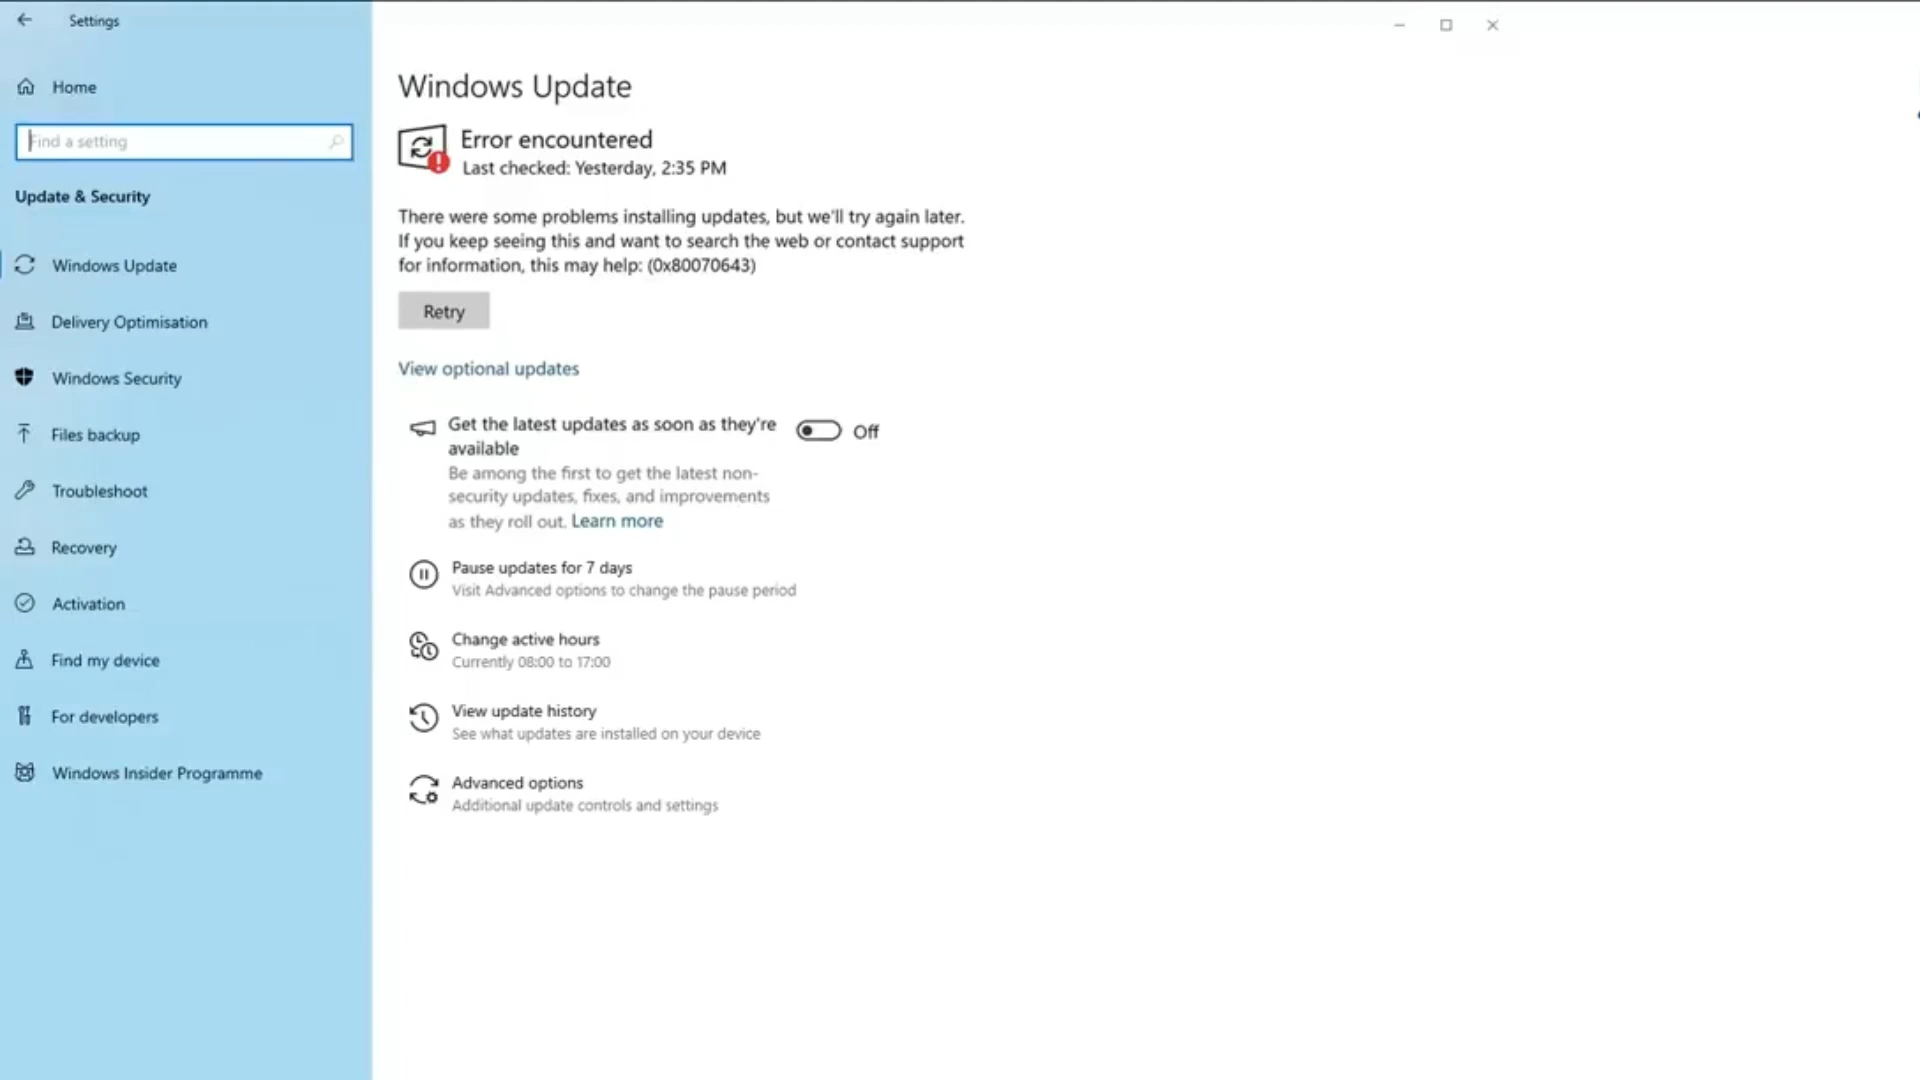 Settings
Home
Find a setting
Update & Security
Windows Update
Delivery Optimisation
Windows Security
Files backup
Troubleshoot
Recovery
Activation
Find my device
For developers
Windows Insider Programme
Windows Update
Error encountered
Last checked: Yesterday, 2:35 PM
There were some problems installing updates, but we'll try again later.
If you keep seeing this and want to search the web or contact support
for information, this may help: (0x80070643)
Retry
View optional updates
Get the latest updates as soon as they're
available
Off
Be among the first to get the latest non-
security updates, fixes, and improvements
as they roll out. Learn more
Pause updates for 7 days
Visit Advanced options to change the pause period
Change active hours
Currently 08:00 to 17:00
View update history
See what updates are installed on your device
Advanced options
Additional update controls and settings